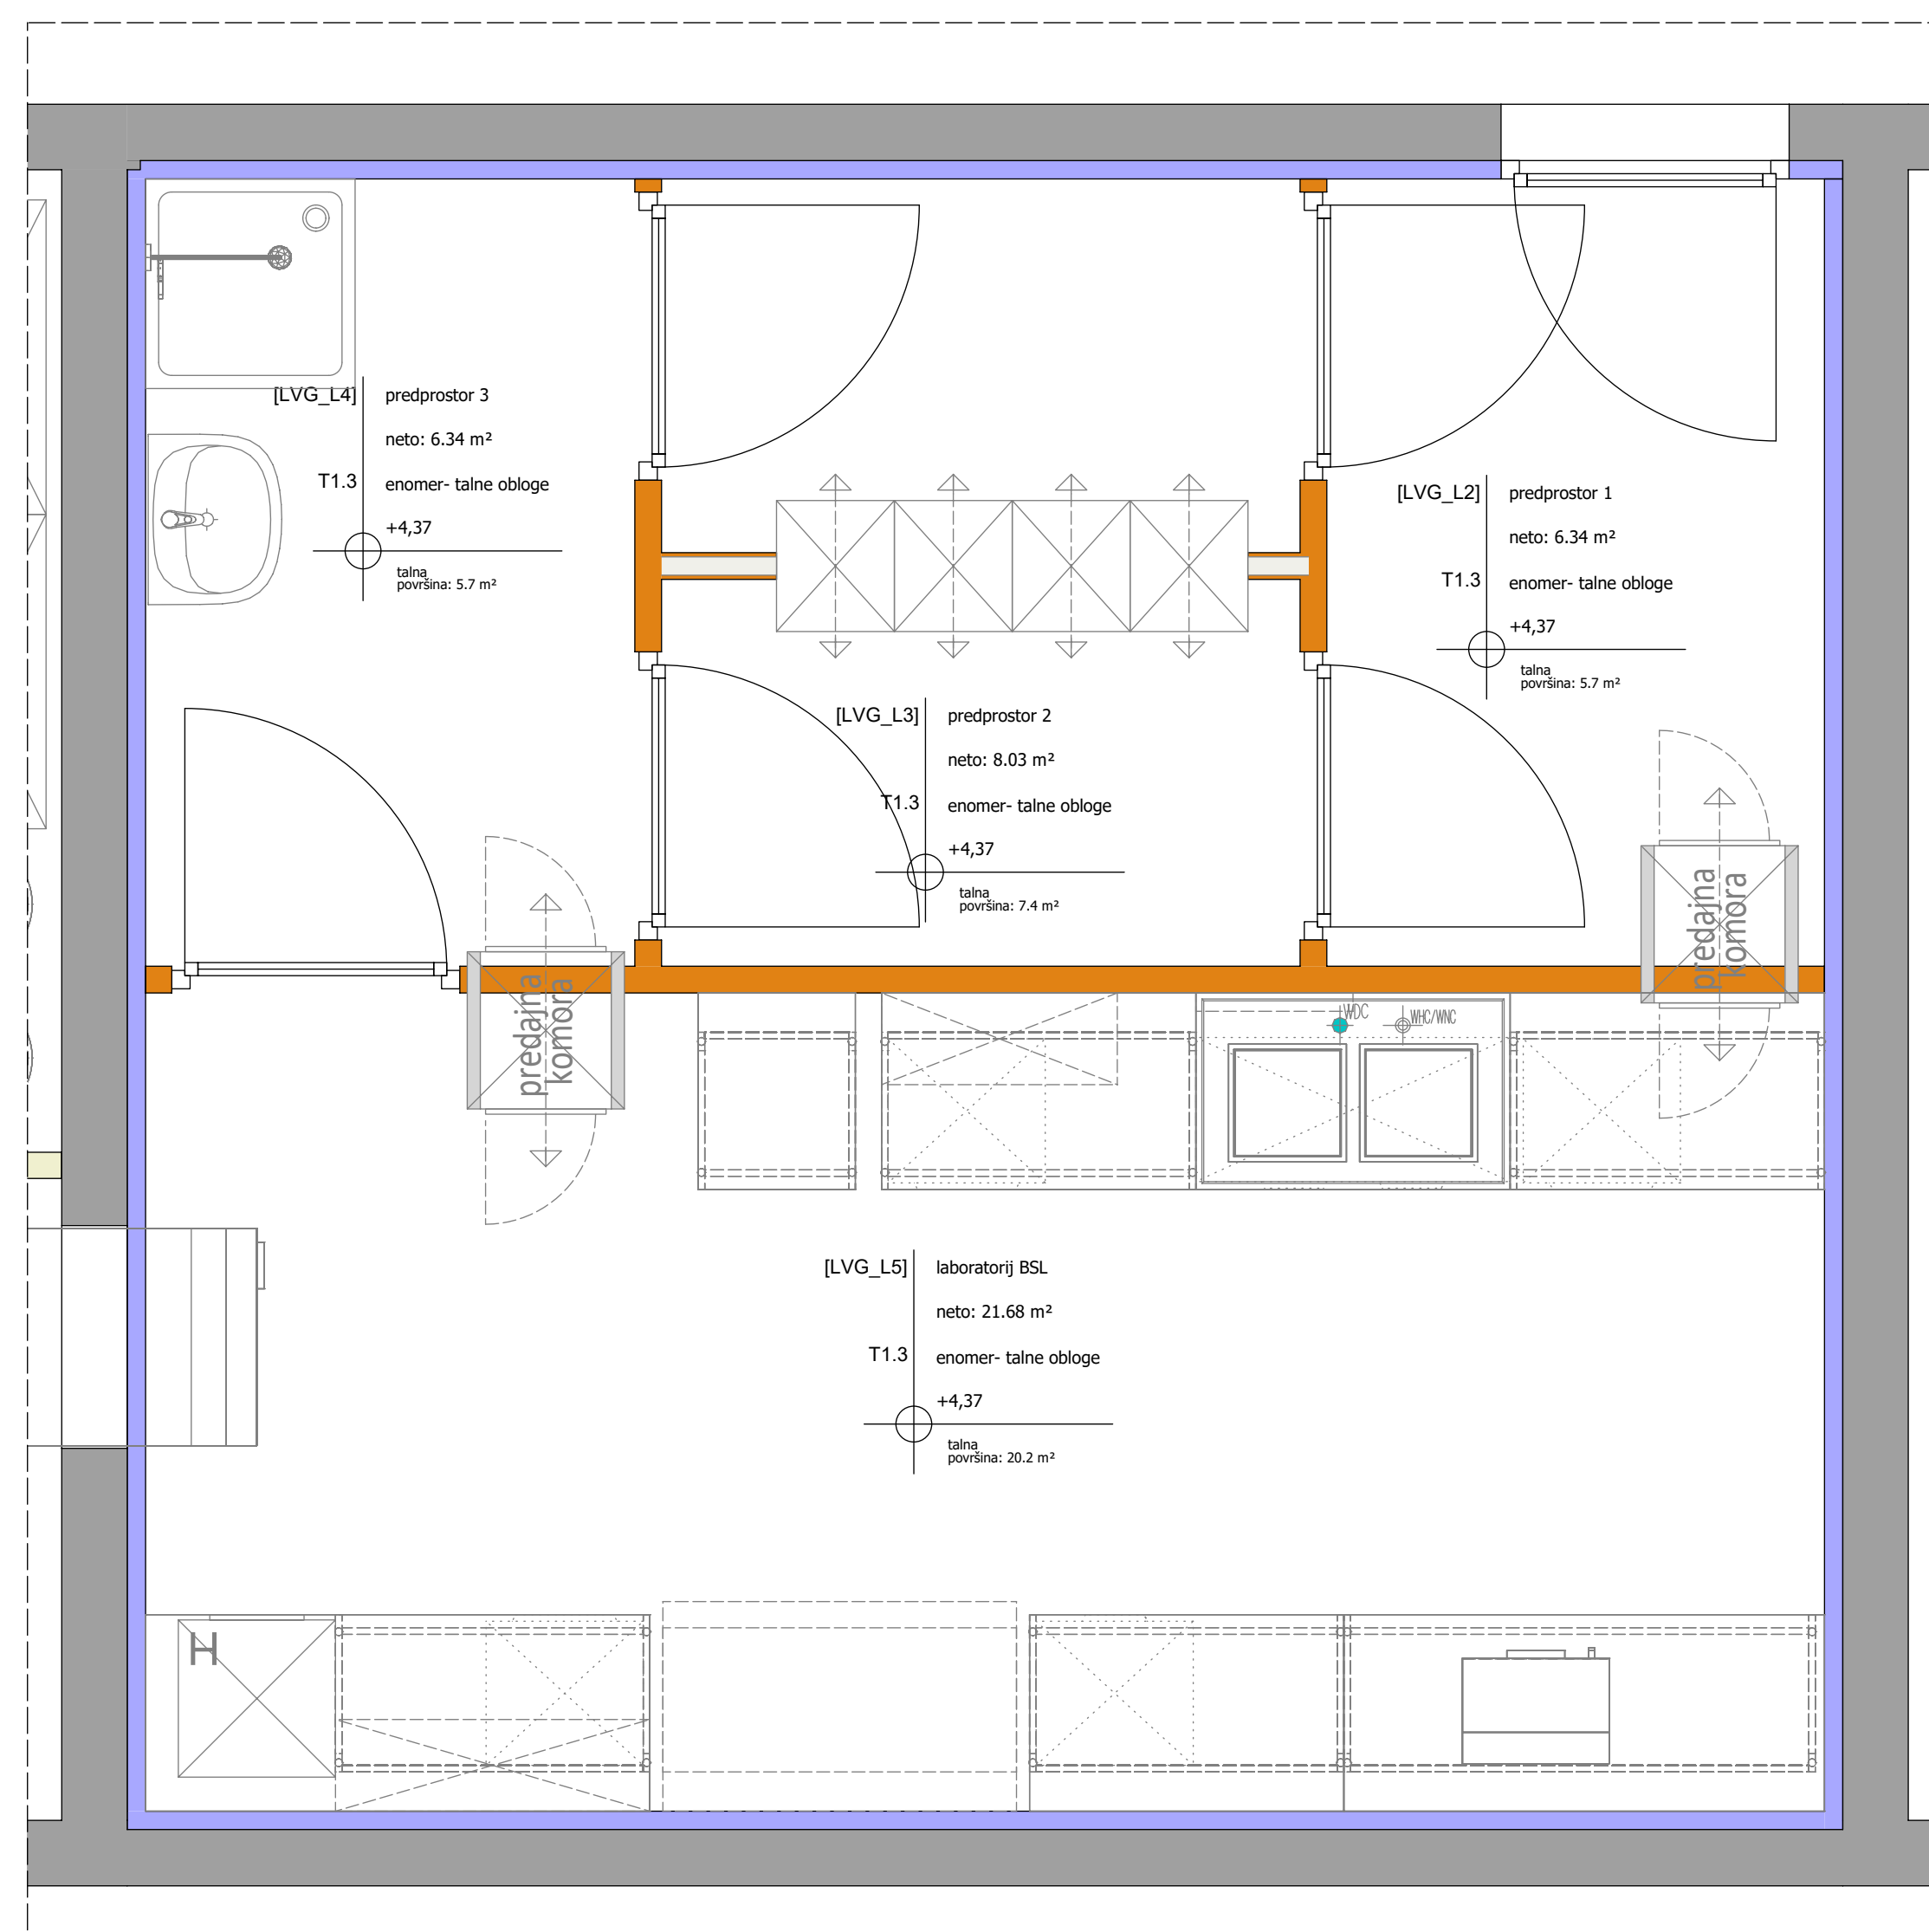 [LVG_L4]
predprostor 3
neto: 6.34 m²
T1.3
enomer- talne obloge
+4,37
talna
površina: 5.7 m²
[LVG_L2]
predprostor 1
neto: 6.34 m²
T1.3
enomer- talne obloge
+4,37
talna
površina: 5.7 m²
[LVG_L3]
predprostor 2
neto: 8.03 m²
T1.3
enomer- talne obloge
+4,37
talna
površina: 7.4 m²
predajna
komora
predajna
komora
WDC
WHC/WNC
[LVG_L5]
laboratorij BSL
neto: 21.68 m²
T1.3
enomer- talne obloge
+4,37
talna
površina: 20.2 m²
H